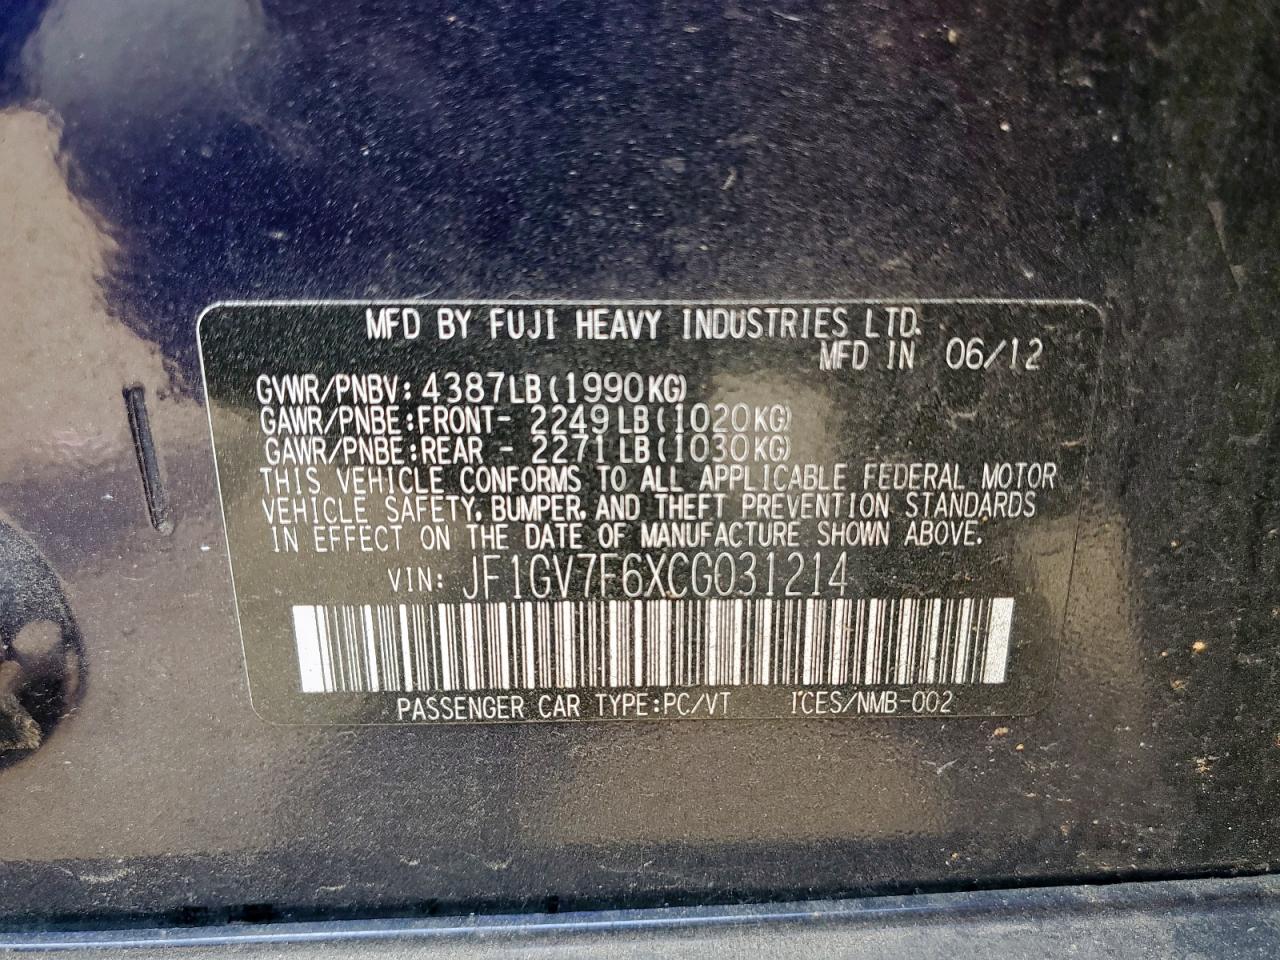 MFD BY FUJI HEAVY INDUSTRIES LTD.
MFD IN 06/12
GVWR/PNBV: 4387LB(1990KG)
GAWR/PNBE:FRONT- 2249LB(1020KG)
GAWR/PNBE:REAR - 2271LB(1030KG)
THIS VEHICLE CONFORMS TO ALL APPLICABLE FEDERAL MOTOR
VEHICLE SAFETY, BUMPER, AND THEFT PREVENTION STANDARDS
IN EFFECT ON THE DATE OF MANUFACTURE SHOWN ABOVE.
VIN: JF1GV7F6XCG031214
PASSENGER CAR TYPE:PC/VT ICES/NMB-002